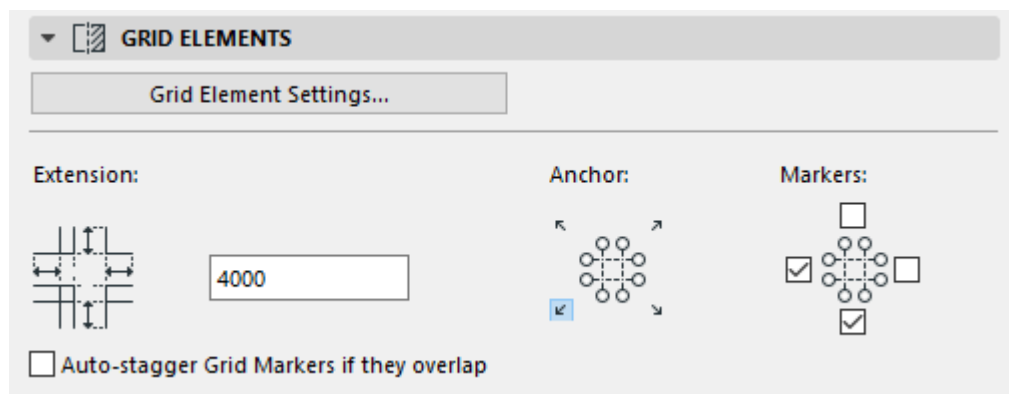 GRID ELEMENTS
Grid Element Settings...
Extension:
Anchor:
Markers:
4000
Auto-stagger Grid Markers if they overlap